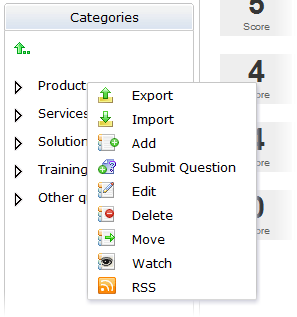 Categories
Product
Services
Solution
Training
Other q
Export
Import
Add
Submit Question
Edit
Delete
Move
Watch
RSS
5
Score
4
ore
4
ore
0
ore